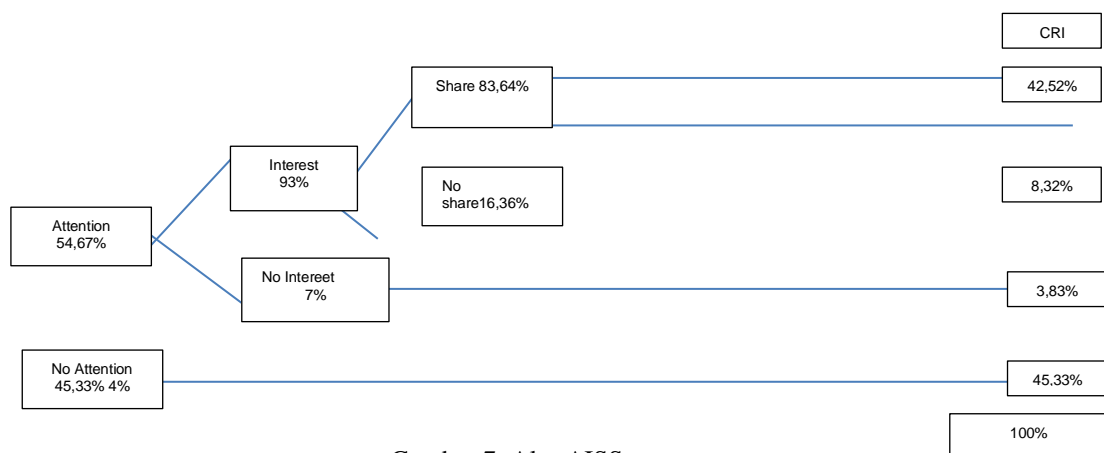 CRI
Share 83,64%
42,52%
Interest
93%
No
share16,36%
8,32%
Attention
54,67%
No Intereet
7%
3,83%
No Attention
45,33% 4%
45,33%
100%